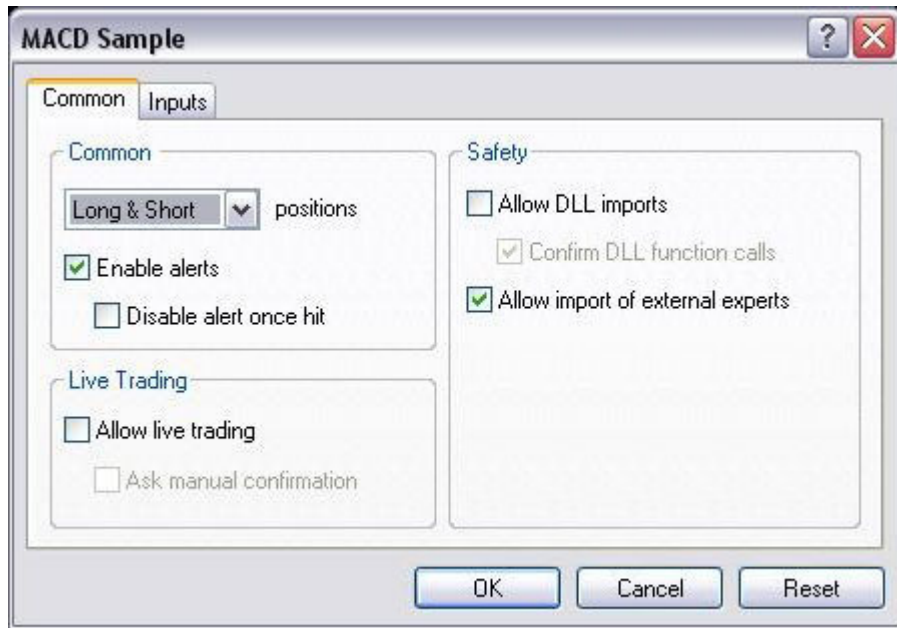 MACD Sample
Common
Inputs
Common
Long & Short positions
Enable alerts
Disable alert once hit
Live Trading
Allow live trading
Ask manual confirmation
Safety
Allow DLL imports
Confirm DLL function calls
Allow import of external experts
OK
Cancel
Reset